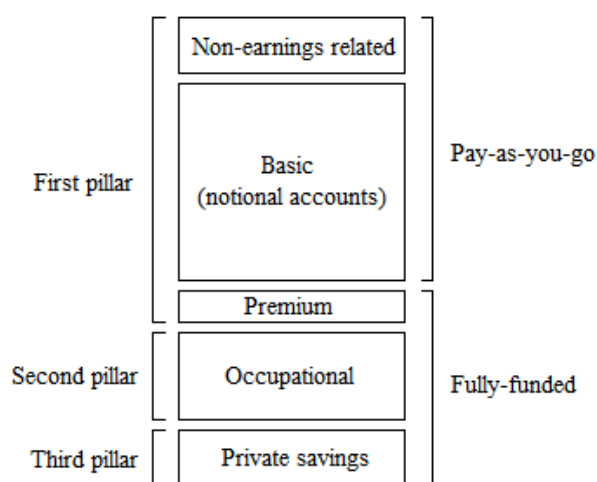 Non-earnings related
Basic
(notional accounts)
Pay-as-you-go
First pillar
Premium
Second pillar
Occupational
Fully-funded
Third pillar
Private savings